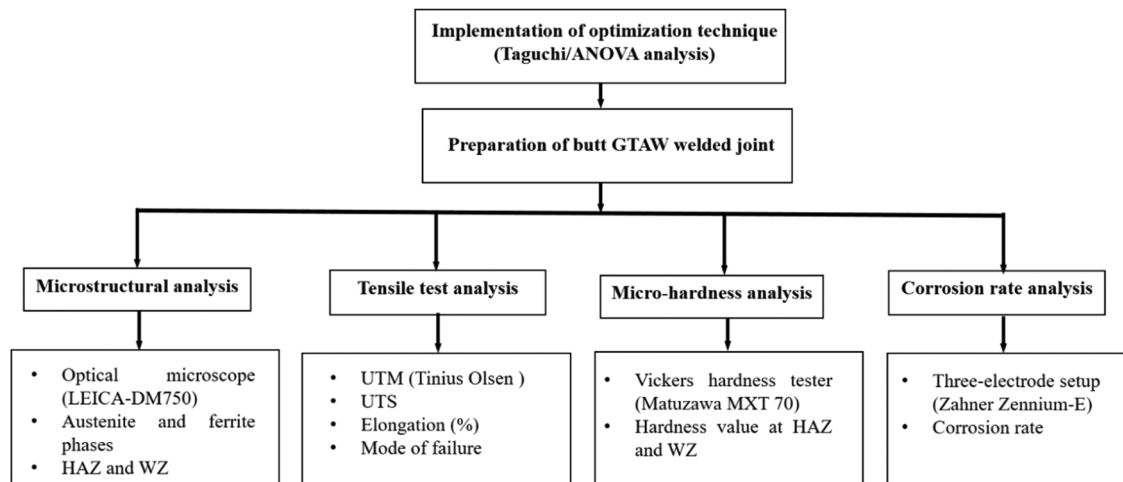 Implementation of optimization technique
(Taguchi/ANOVA analysis)
Preparation of butt GTAW welded joint
Microstructural analysis
Tensile test analysis
Micro-hardness analysis
Corrosion rate analysis
• Optical microscope
(LEICA-DM750)
• Austenite and ferrite
phases
• HAZ and WZ
• UTM (Tinius Olsen )
• UTS
• Elongation (%)
• Mode of failure
• Vickers hardness tester
(Matuzawa MXT 70)
• Hardness value at HAZ
and WZ
• Three-electrode setup
(Zahner Zennium-E)
• Corrosion rate